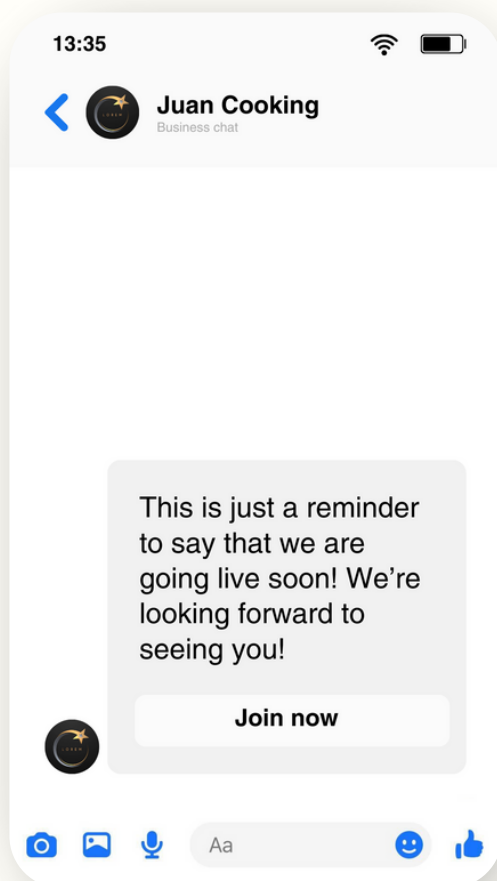 13:35
Juan Cooking
Business chat
This is just a reminder
to say that we are
going live soon! We’re
looking forward to
seeing you!
Join now
Aa